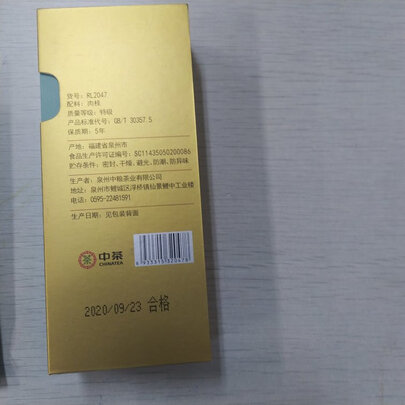 货号: RL2047
配料: 肉桂
质量等级: 特级
产品标准代号: GB/T 30357.5
保质期: 5年
产地: 福建省泉州市
食品生产许可证编号: SC11435050200086
贮存条件: 密封、干燥、避光、防潮、防异味
生产者: 泉州中粮茶业有限公司
地址: 泉州市鲤城区浮桥镇仙景鲤中工业楼
电话: 0595-22481591
生产日期: 见包装背面
中茶
CHINATEA
6933315320478
2020/09/23 合格